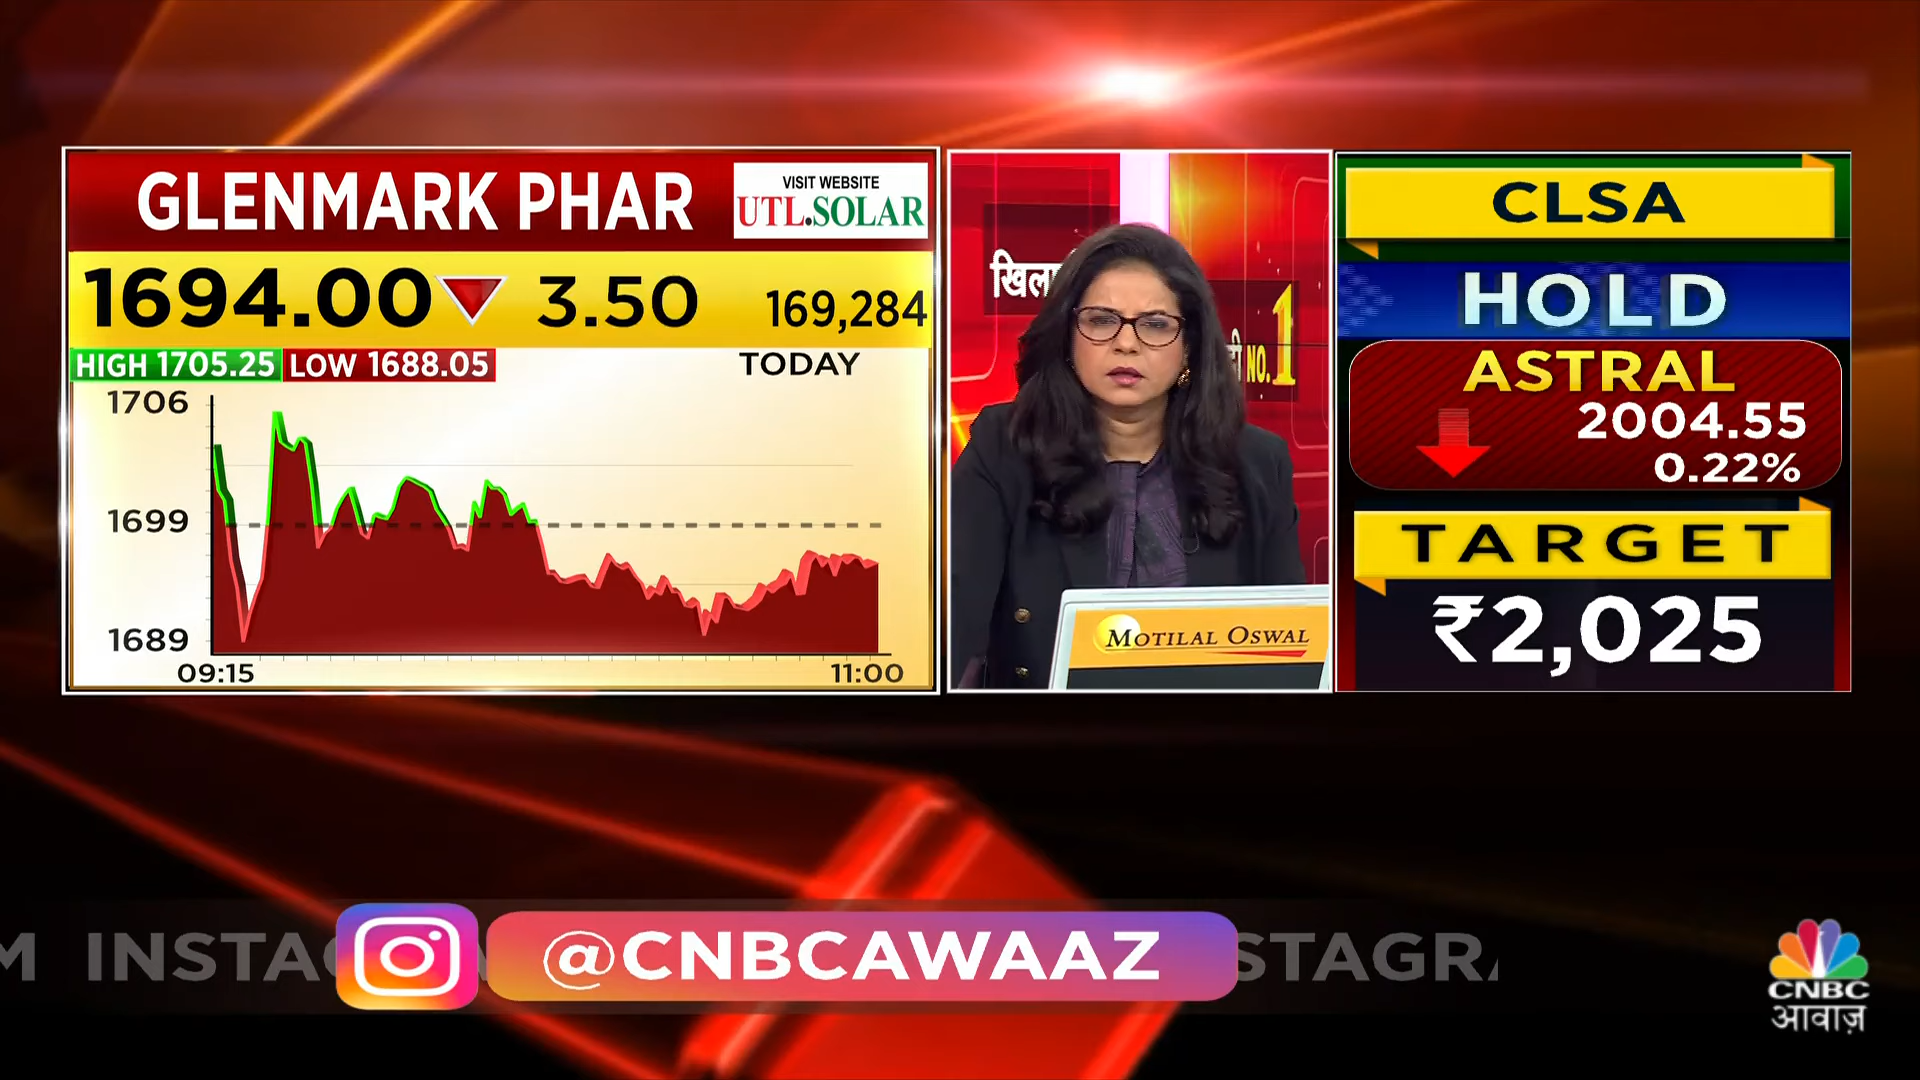 GLENMARK PHAR
VISIT WEBSITE
UTL.SOLAR
1694.00 3.50 169,284
HIGH 1705.25 LOW 1688.05 TODAY
1706
1699
1689
09:15 11:00
NO.1
MOTILAL OSWAL
CLSA
HOLD
ASTRAL
2004.55
0.22%
TARGET
₹2,025
@CNBCAWAAZ
CNBC
आवाज़